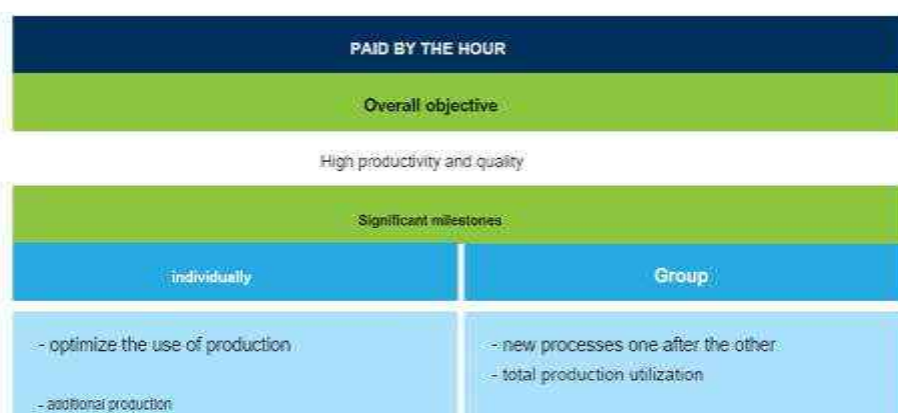 PAID BY THE HOUR
Overall objective
High productivity and quality
Significant milestones
individually
Group
- optimize the use of production
- additional production
- new processes one after the other
- total production utilization